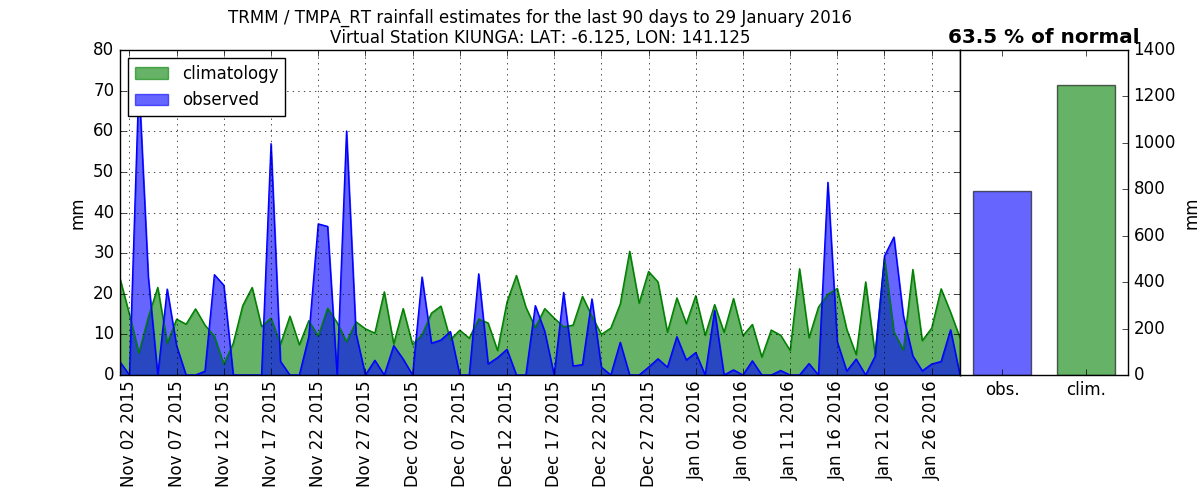 TRMM / TMPA_RT rainfall estimates for the last 90 days to 29 January 2016
Virtual Station KIUNGA: LAT: -6.125, LON: 141.125
63.5 % of normal
climatology
observed
mm
80
70
60
50
40
30
20
10
0
Nov 02 2015
Nov 07 2015
Nov 12 2015
Nov 17 2015
Nov 22 2015
Nov 27 2015
Dec 02 2015
Dec 07 2015
Dec 12 2015
Dec 17 2015
Dec 22 2015
Dec 27 2015
Jan 01 2016
Jan 06 2016
Jan 11 2016
Jan 16 2016
Jan 21 2016
Jan 26 2016
obs.
clim.
1400
1200
1000
800
600
400
200
0
mm